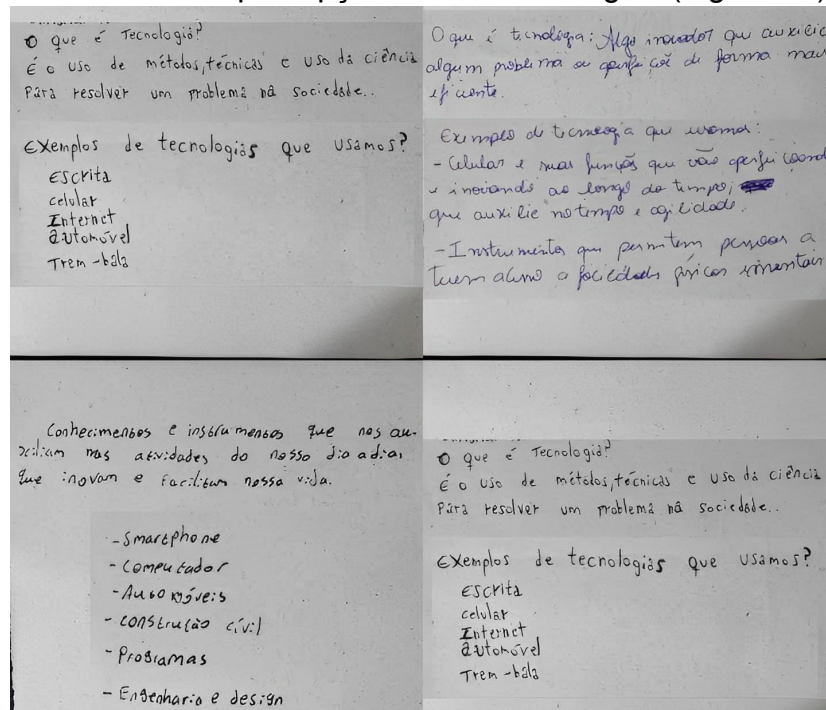 O que é Tecnologia?
É o uso de métodos, técnicas e uso da ciência
Para resolver um problema na sociedade..
Exemplos de tecnologias que usamos?
Escrita
celular
Internet
automóvel
Trem-bala
O que é tecnologia: Algo inovador que auxilie
algum problema ou de forma mais
eficiente.
Exemplo de tecnologia que usamos:
- Celular e suas funções que vão aperfeiçoando
e inovando ao longo do tempo,
que auxilie no tempo e agilidade.
- Instrumentos que permitem pessoas a
terem físicas
Conhecimentos e instrumentos que nos au-
xiliam nas atividades do nosso dia a dia,
que inovam e facilitam nossa vida.
- Smartphone
- Computador
- Automóveis
- Construção cívil
- Programas
- Engenharia e design
O que é Tecnologia?
É o uso de métodos, técnicas e uso da ciência
Para resolver um problema na sociedade..
Exemplos de tecnologias que usamos?
Escrita
celular
Internet
automóvel
Trem-bala